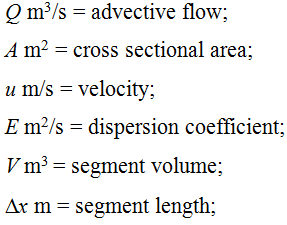 Q m³/s = advective flow;
A m² = cross sectional area;
u m/s = velocity;
E m²/s = dispersion coefficient;
V m³ = segment volume;
Δx m = segment length;